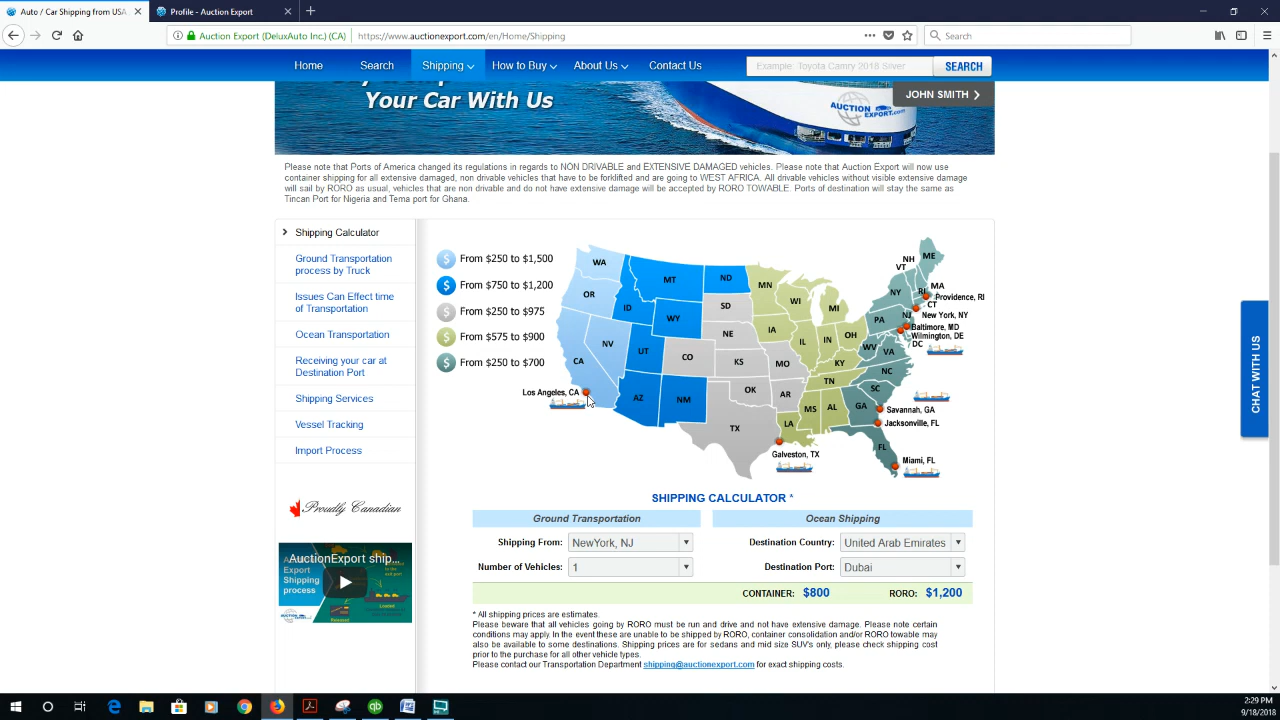 Auto / Car Shipping from USA
Profile - Auction Export
Auction Export (DeluxAuto Inc.) (CA)
https://www.auctionexport.com/en/Home/Shipping
Search
Home
Search
Shipping
How to Buy
About Us
Contact Us
Example: Toyota Camry 2018 Silver
SEARCH
JOHN SMITH
Your Car With Us
AUCTION
EXPORT.com
Please note that Ports of America changed its regulations in regards to NON DRIVABLE and EXTENSIVE DAMAGED vehicles. Please note that Auction Export will now use
container shipping for all extensive damaged, non drivable vehicles that have to be forklifted and are going to WEST AFRICA. All drivable vehicles without visible extensive damage
will sail by RORO as usual, vehicles that are non drivable and do not have extensive damage will be accepted by RORO TOWABLE. Ports of destination will stay the same as
Tincan Port for Nigeria and Tema port for Ghana.
Shipping Calculator
Ground Transportation
process by Truck
Issues Can Effect time
of Transportation
Ocean Transportation
Receiving your car at
Destination Port
Shipping Services
Vessel Tracking
Import Process
Proudly Canadian
AuctionExport ship...
Auction
Export
Shipping
process
$ From $250 to $1,500
$ From $750 to $1,200
$ From $250 to $975
$ From $575 to $900
$ From $250 to $700
WA
OR
CA
NV
ID
MT
WY
UT
AZ
NM
ND
SD
NE
CO
KS
OK
TX
MN
IA
MO
AR
LA
WI
IL
MI
IN
OH
KY
TN
MS
AL
GA
FL
SC
NC
VA
WV
PA
NY
VT
NH
ME
MA
RI
CT
NJ
DC
Providence, RI
New York, NY
Baltimore, MD
Wilmington, DE
Savannah, GA
Jacksonville, FL
Miami, FL
Galveston, TX
Los Angeles, CA
SHIPPING CALCULATOR *
Ground Transportation
Ocean Shipping
Shipping From: NewYork, NJ
Destination Country: United Arab Emirates
Number of Vehicles: 1
Destination Port: Dubai
CONTAINER: $800
RORO: $1,200
* All shipping prices are estimates.
Please beware that all vehicles going by RORO must be run and drive and not have extensive damage. Please note certain
conditions may apply. In the event these are unable to be shipped by RORO, container consolidation and/or RORO towable may
also be available to some destinations. Shipping prices are for sedans and mid size SUV's only, please check shipping cost
prior to the purchase for all other vehicle types.
Please contact our Transportation Department shipping@auctionexport.com for exact shipping costs.
CHAT WITH US
2:29 PM
9/18/2018